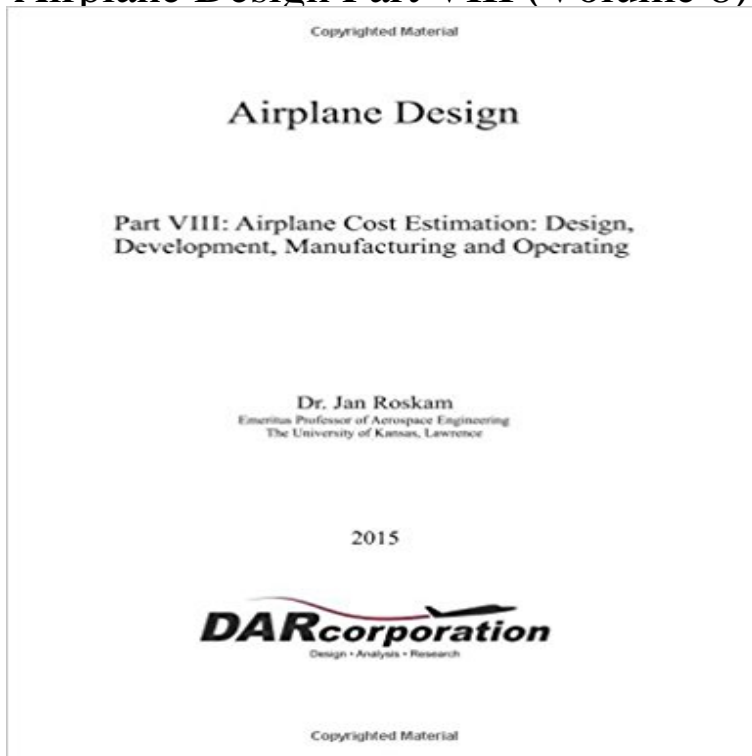 Airplane Design Part VIII (Volume 8)
Copyrighted Material
Airplane Design
Part VIII: Airplane Cost Estimation: Design,
Development, Manufacturing and Operating
Dr. Jan Roskam
Emeritus Professor of Aerospace Engineering
The University of Kansas, Lawrence
2015
DARcorporation
Design • Analysis • Research
Copyrighted Material